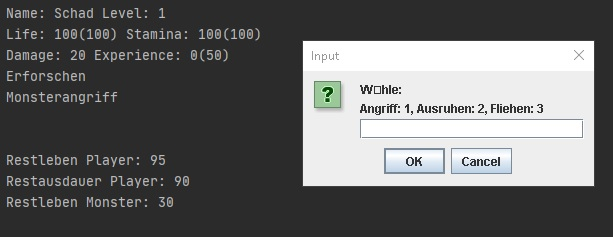 Name: Schad Level: 1
Life: 100(100) Stamina: 100(100)
Damage: 20 Experience: 0(50)
Erforschen
Monsterangriff
Restleben Player: 95
Restausdauer Player: 90
Restleben Monster: 30
Input
W□hle:
Angriff: 1, Ausruhen: 2, Fliehen: 3
OK
Cancel